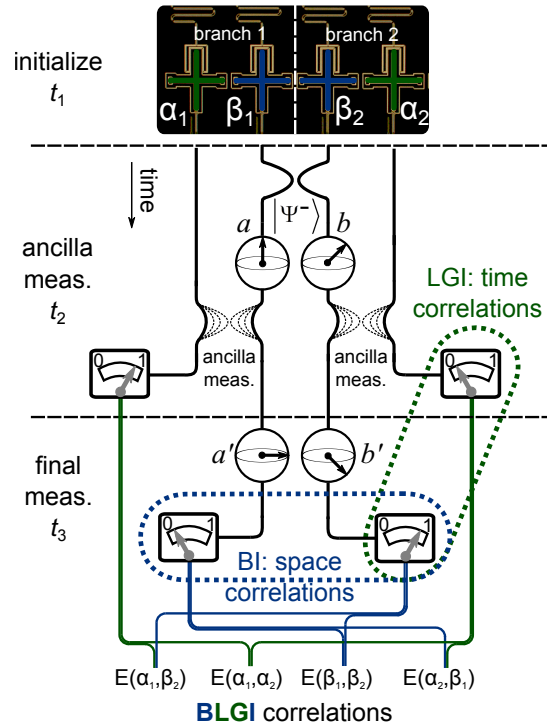 branch 1 branch 2
initialize
t₁
α₁ β₁ β₂ α₂
time
|Ψ⁻⟩
a b
ancilla
meas.
t₂
LGI: time
correlations
ancilla
meas.
ancilla
meas.
0 1
0 1
a′ b′
final
meas.
t₃
0 1
0 1
BI: space
correlations
E(α₁,β₂) E(α₁,α₂) E(β₁,β₂) E(α₂,β₁)
BLGI correlations